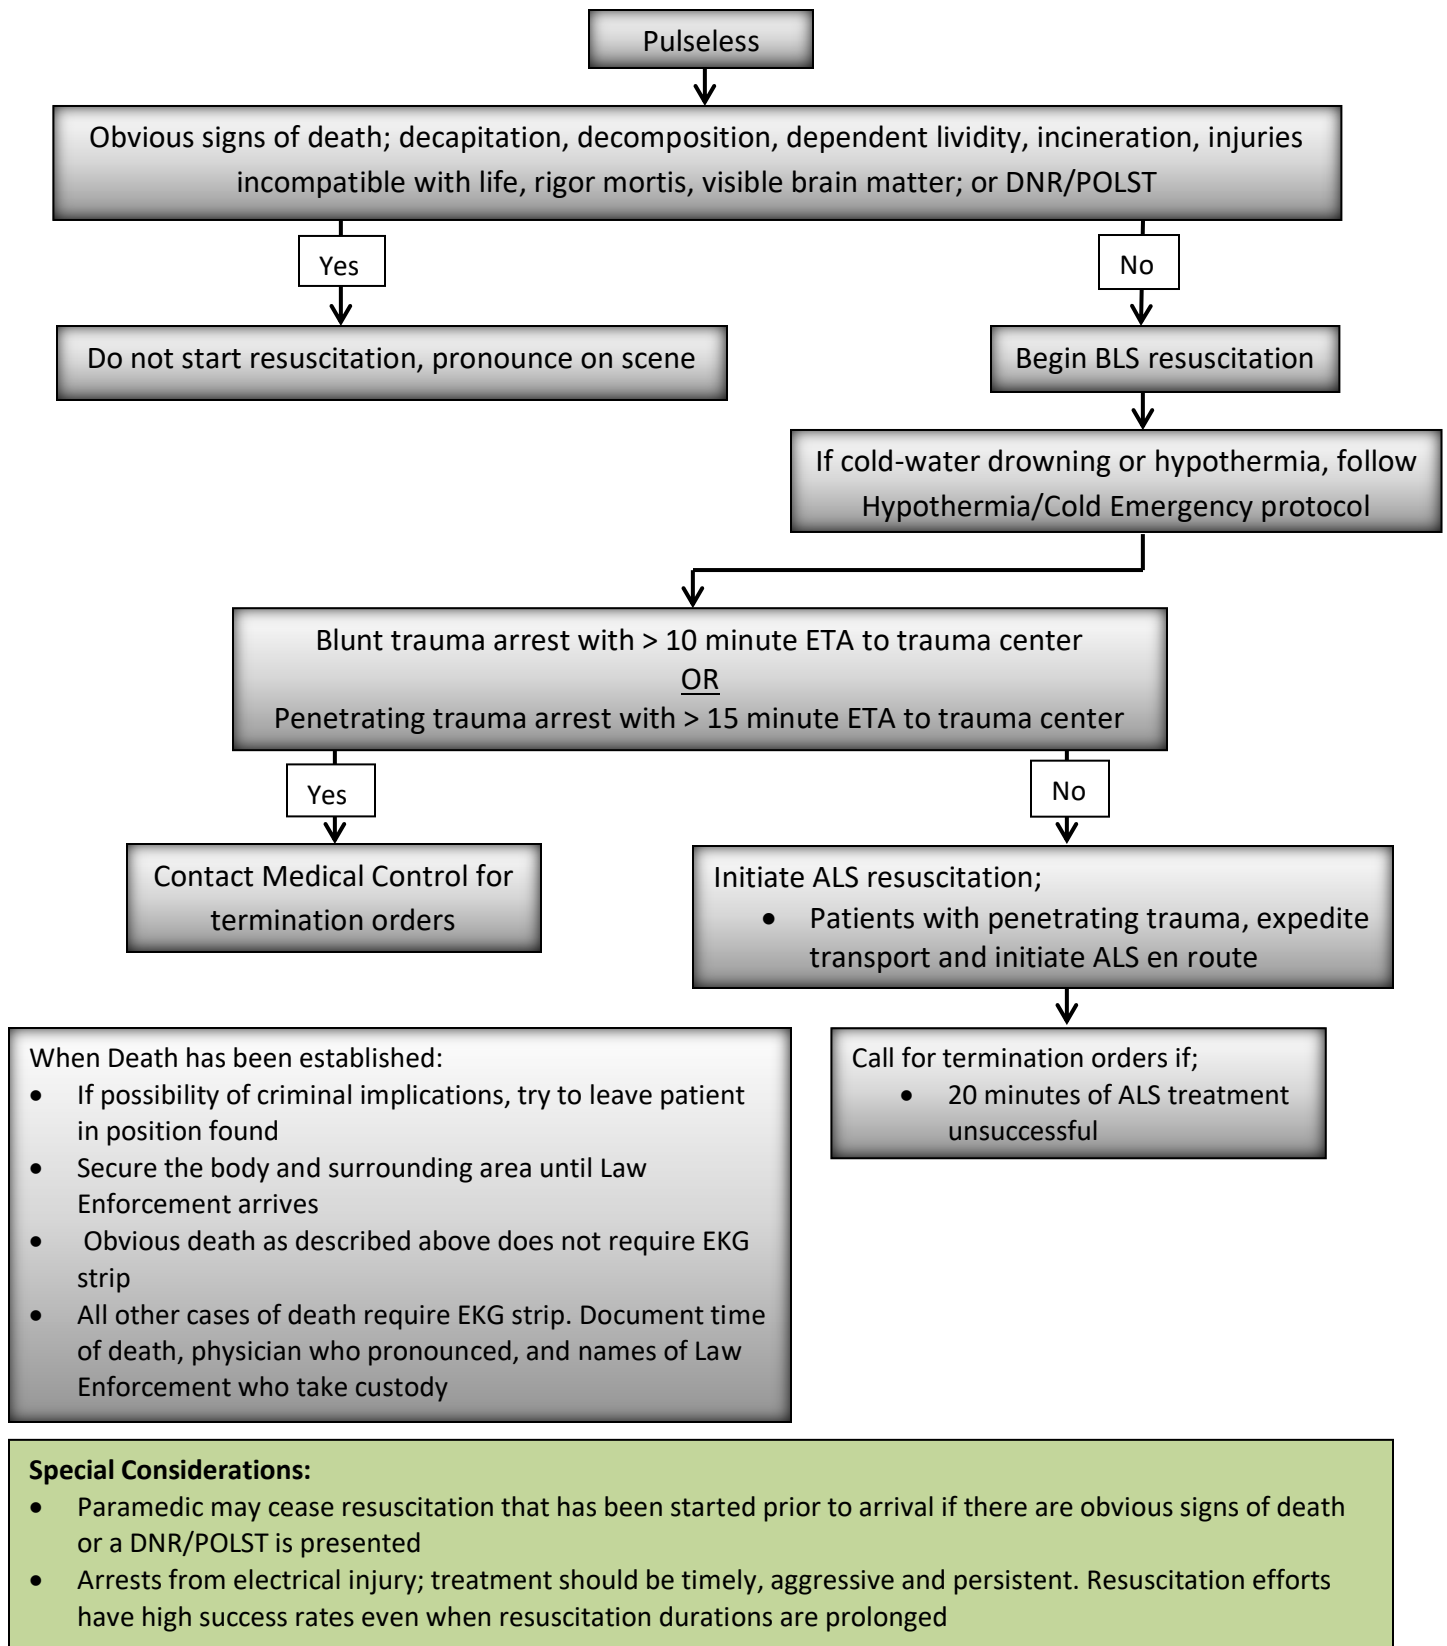 Pulseless
Obvious signs of death; decapitation, decomposition, dependent lividity, incineration, injuries
incompatible with life, rigor mortis, visible brain matter; or DNR/POLST
Yes
No
Do not start resuscitation, pronounce on scene
Begin BLS resuscitation
If cold-water drowning or hypothermia, follow
Hypothermia/Cold Emergency protocol
Blunt trauma arrest with > 10 minute ETA to trauma center
OR
Penetrating trauma arrest with > 15 minute ETA to trauma center
Yes
No
Contact Medical Control for
termination orders
Initiate ALS resuscitation;
• Patients with penetrating trauma, expedite
transport and initiate ALS en route
Call for termination orders if;
• 20 minutes of ALS treatment
unsuccessful
When Death has been established:
• If possibility of criminal implications, try to leave patient
in position found
• Secure the body and surrounding area until Law
Enforcement arrives
• Obvious death as described above does not require EKG
strip
• All other cases of death require EKG strip. Document time
of death, physician who pronounced, and names of Law
Enforcement who take custody
Special Considerations:
• Paramedic may cease resuscitation that has been started prior to arrival if there are obvious signs of death
or a DNR/POLST is presented
• Arrests from electrical injury; treatment should be timely, aggressive and persistent. Resuscitation efforts
have high success rates even when resuscitation durations are prolonged